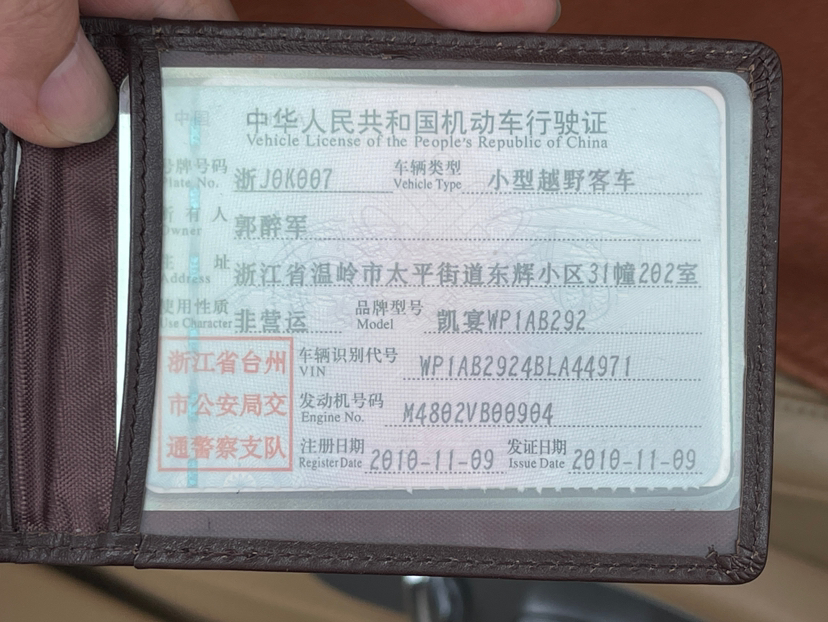 中国
中华人民共和国机动车行驶证
Vehicle License of the People's Republic of China
号牌号码 浙J0K007 车辆类型 小型越野客车
Plate No. Vehicle Type
所有人 郭醉军
Owner
住址 浙江省温岭市太平街道东辉小区31幢202室
Address
使用性质 非营运 品牌型号 凯宴WP1AB292
Use Character Model
浙江省台州 车辆识别代号 WP1AB2924BLA44971
VIN
市公安局交 发动机号码 M4802VB00904
Engine No.
通警察支队 注册日期 2010-11-09 发证日期 2010-11-09
Register Date Issue Date